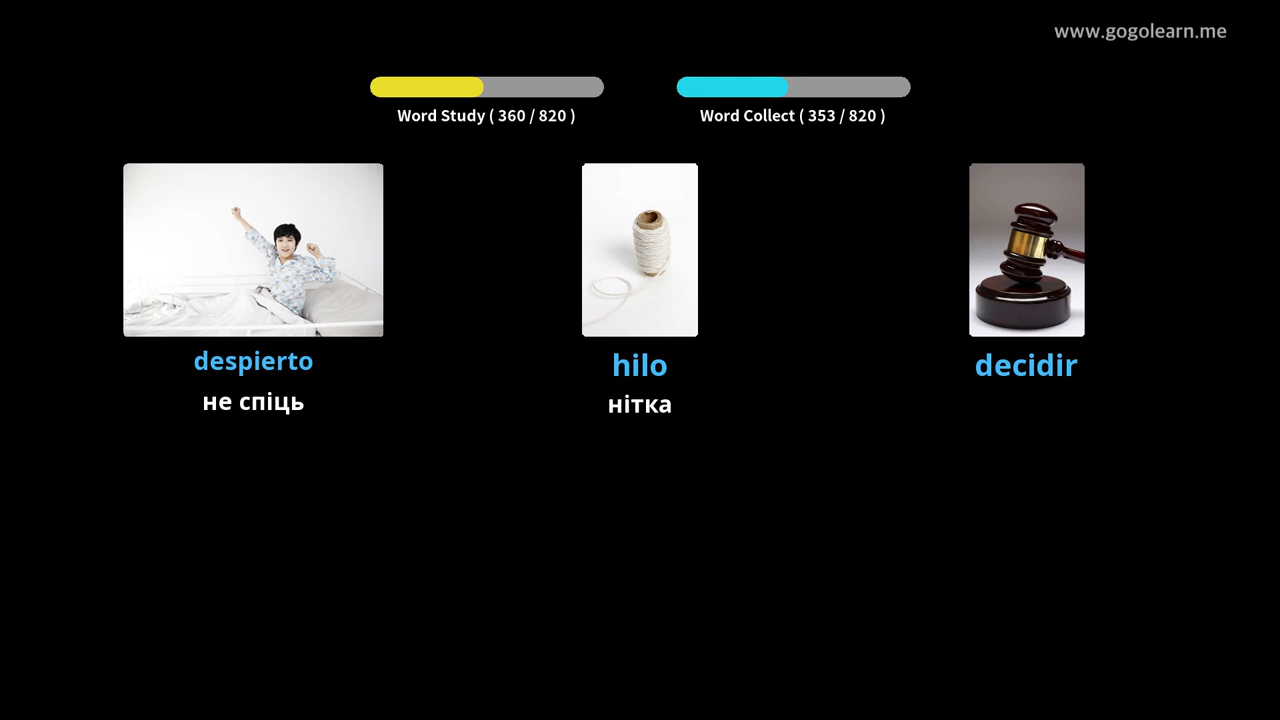 www.gogolearn.me
Word Study ( 360 / 820 )
Word Collect ( 353 / 820 )
despierto
не спіць
hilo
нітка
decidir